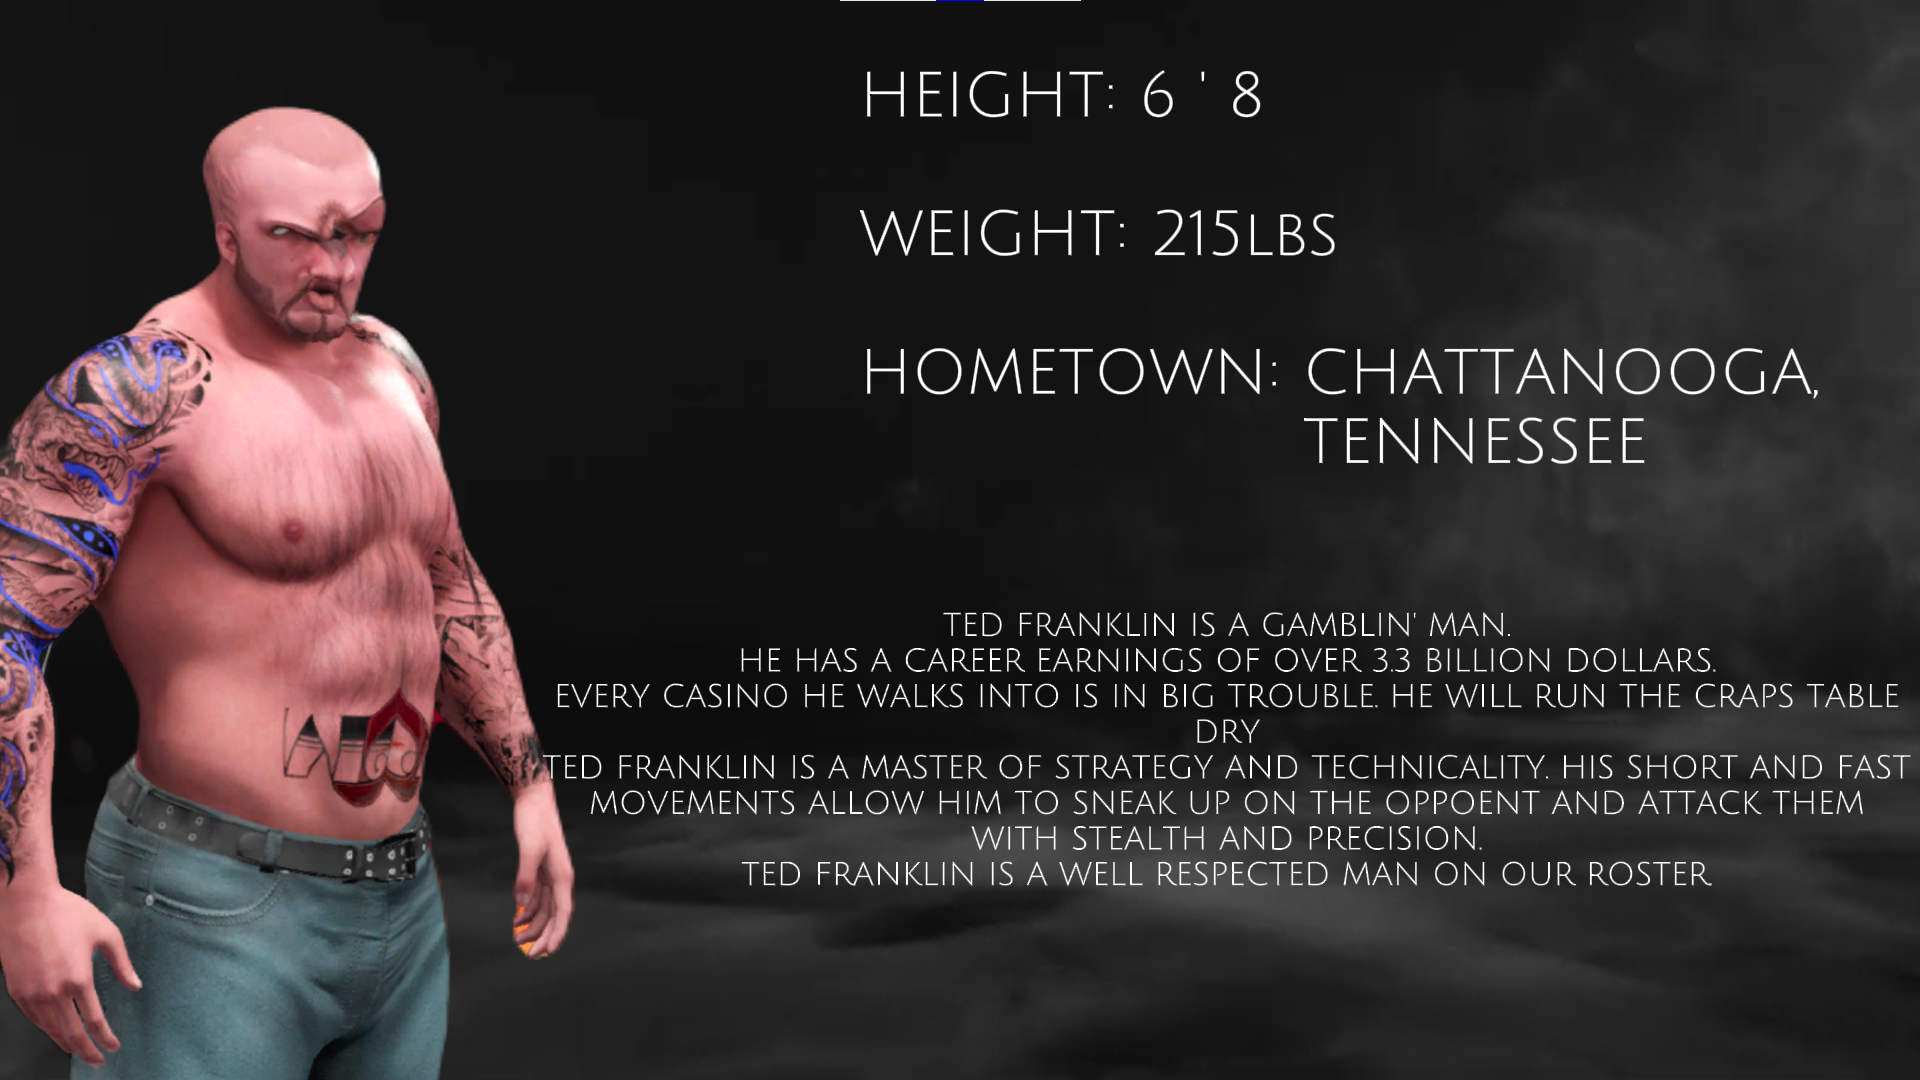 HEIGHT: 6 ' 8
WEIGHT: 215LBS
HOMETOWN: CHATTANOOGA,
TENNESSEE
TED FRANKLIN IS A GAMBLIN' MAN.
HE HAS A CAREER EARNINGS OF OVER 3.3 BILLION DOLLARS.
EVERY CASINO HE WALKS INTO IS IN BIG TROUBLE. HE WILL RUN THE CRAPS TABLE
DRY
TED FRANKLIN IS A MASTER OF STRATEGY AND TECHNICALITY. HIS SHORT AND FAST
MOVEMENTS ALLOW HIM TO SNEAK UP ON THE OPPOENT AND ATTACK THEM
WITH STEALTH AND PRECISION.
TED FRANKLIN IS A WELL RESPECTED MAN ON OUR ROSTER